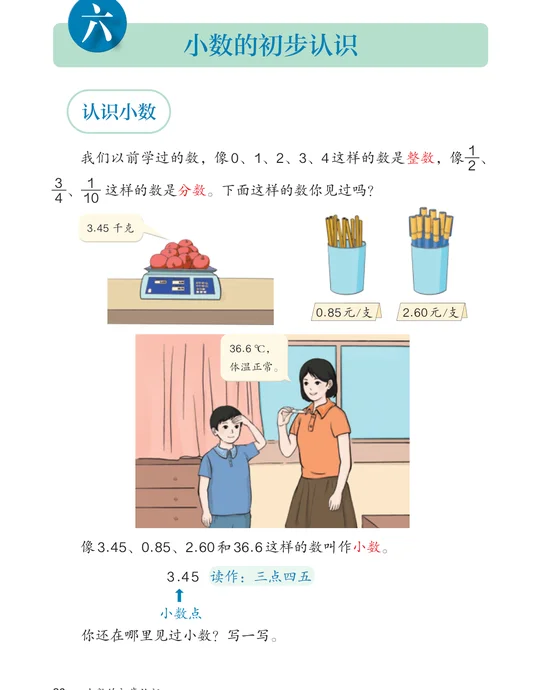 六
小数的初步认识
认识小数
我们以前学过的数，像0、1、2、3、4这样的数是整数，像1/2、
3/4、1/10 这样的数是分数。下面这样的数你见过吗？
3.45 千克
0.85元/支 2.60元/支
36.6 ℃，
体温正常。
像3.45、0.85、2.60和36.6这样的数叫作小数。
3.45 读作：三点四五
小数点
你还在哪里见过小数？写一写。